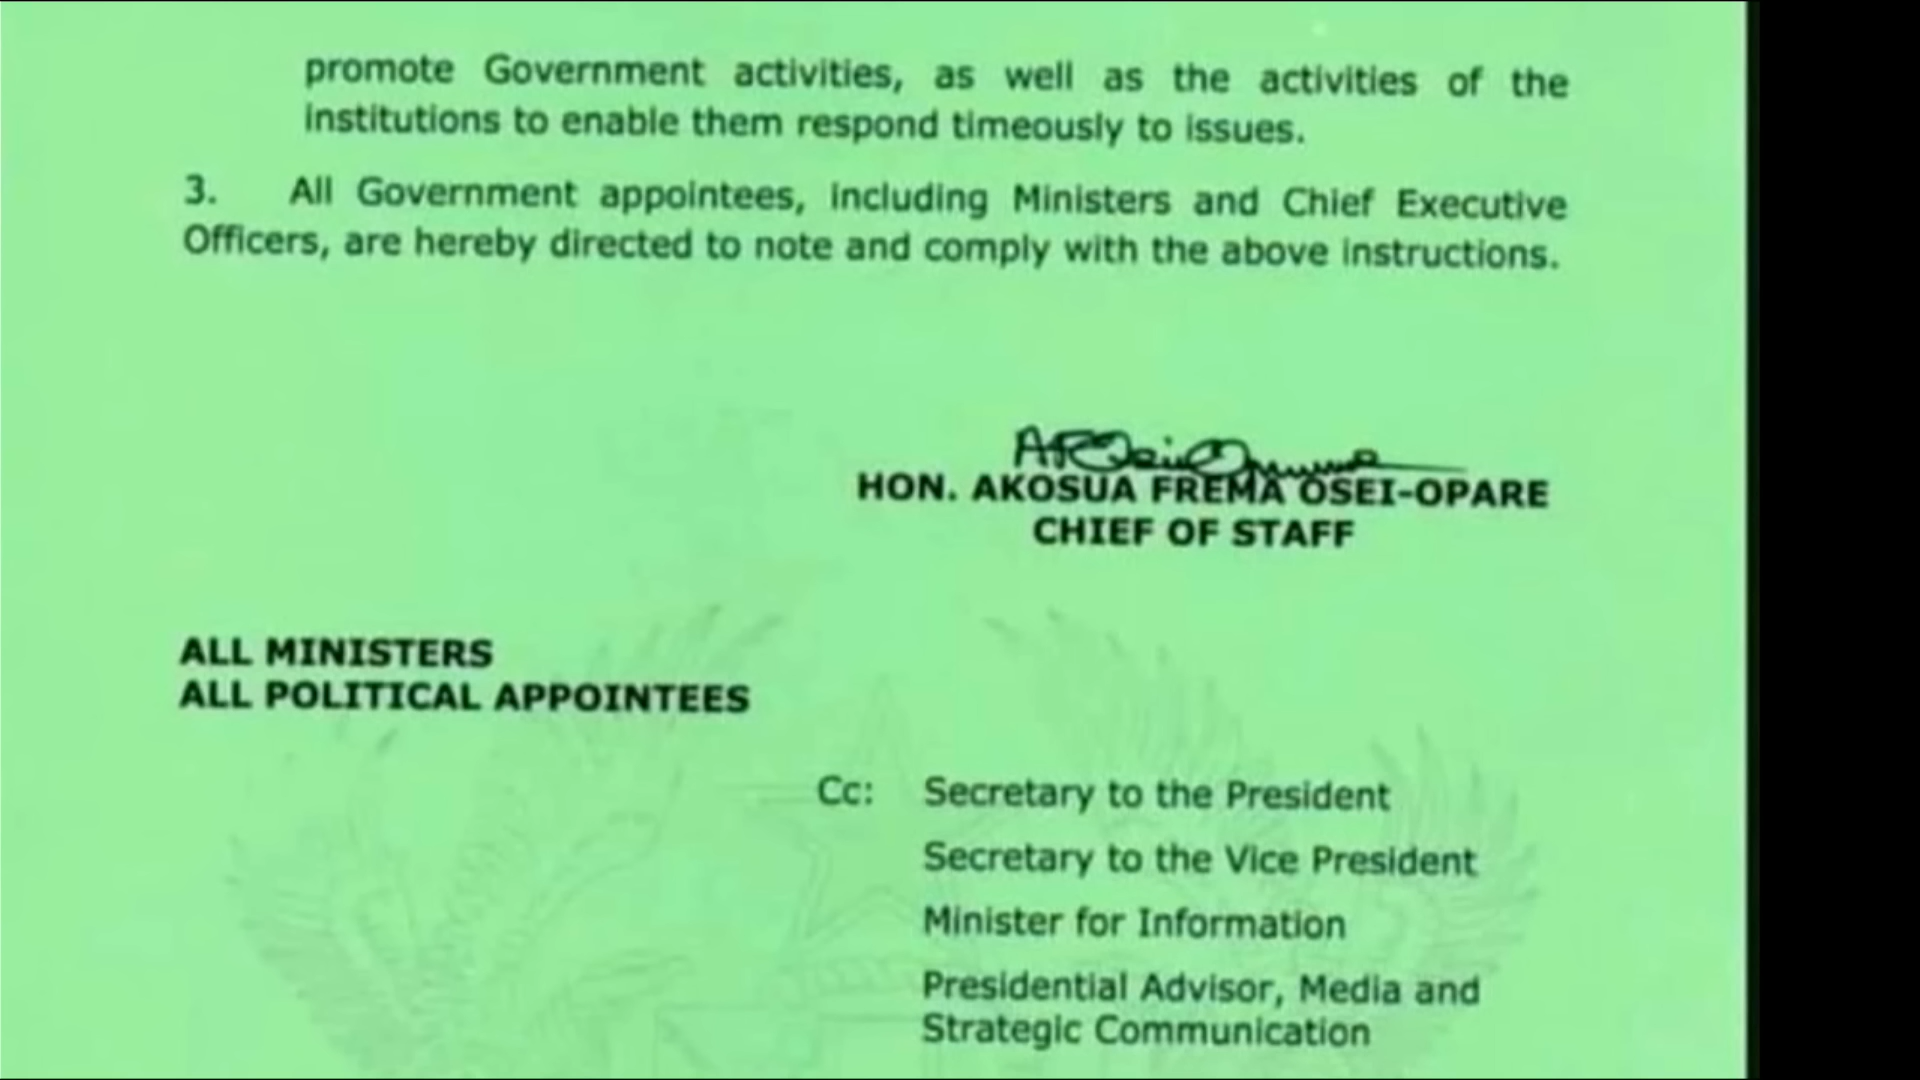 promote Government activities, as well as the activities of the
institutions to enable them respond timeously to issues.
3. All Government appointees, including Ministers and Chief Executive
Officers, are hereby directed to note and comply with the above instructions.
HON. AKOSUA FREMA OSEI-OPARE
CHIEF OF STAFF
ALL MINISTERS
ALL POLITICAL APPOINTEES
Cc: Secretary to the President
Secretary to the Vice President
Minister for Information
Presidential Advisor, Media and
Strategic Communication